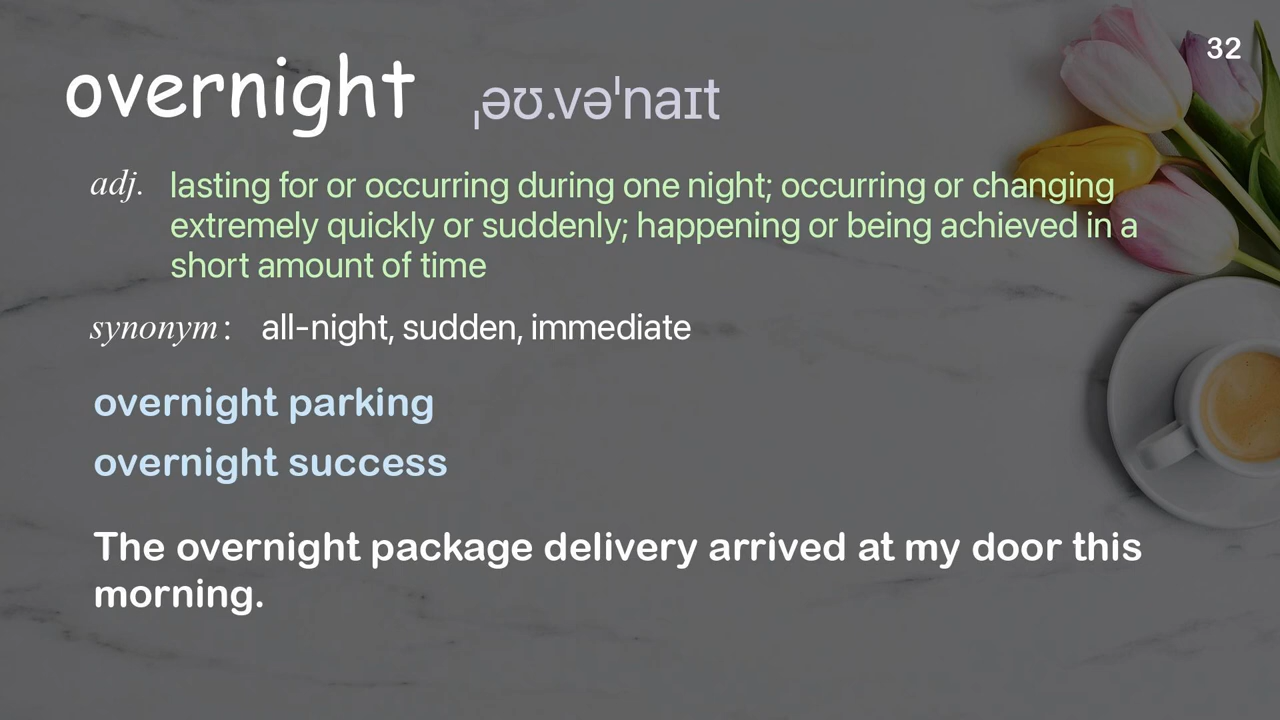 32
overnight ˌəʊ.vəˈnaɪt
adj. lasting for or occurring during one night; occurring or changing
extremely quickly or suddenly; happening or being achieved in a
short amount of time
synonym: all-night, sudden, immediate
overnight parking
overnight success
The overnight package delivery arrived at my door this
morning.